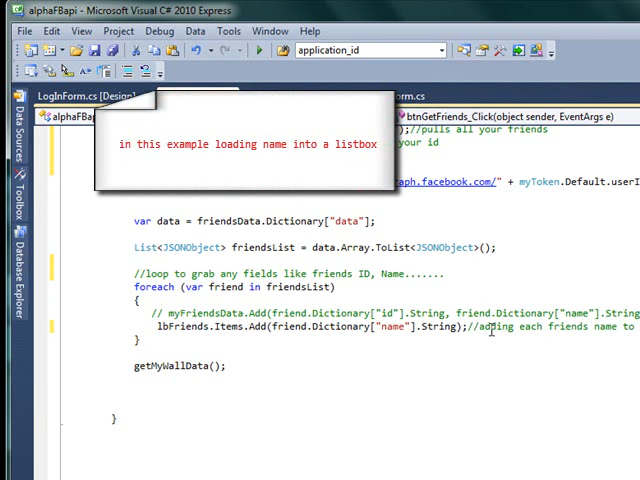 alphaFBapi - Microsoft Visual C# 2010 Express
File Edit View Project Debug Data Tools Window Help
application_id
LogInForm.cs [Design]
rm.cs
alphaFBap
btnGetFriends_Click(object sender, EventArgs e)
in this example loading name into a listbox
);//pulls all your friends
your id
aph.facebook.com/" + myToken.Default.userI
var data = friendsData.Dictionary["data"];
List<JSONObject> friendsList = data.Array.ToList<JSONObject>();
//loop to grab any fields like friends ID, Name.......
foreach (var friend in friendsList)
{
// myFriendsData.Add(friend.Dictionary["id"].String, friend.Dictionary["name"].String
lbFriends.Items.Add(friend.Dictionary["name"].String);//adding each friends name to
}
getMyWallData();
}
Data Sources
Toolbox
Database Explorer